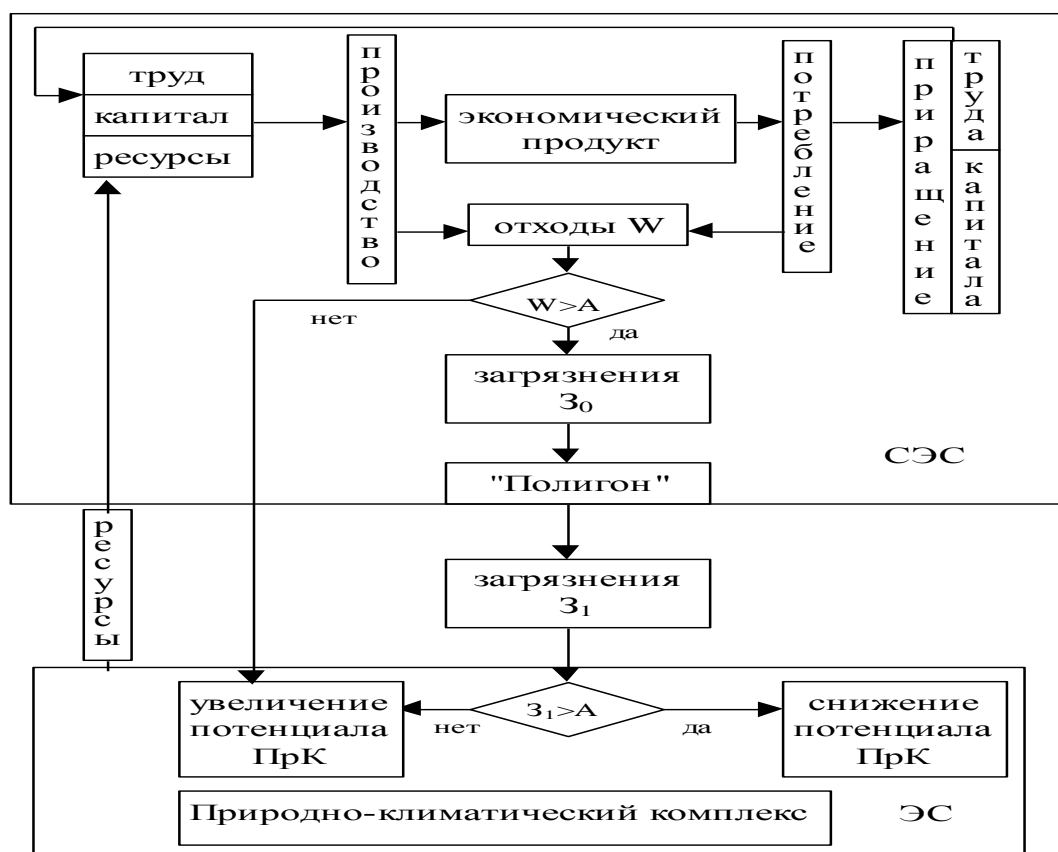 труд
капитал
ресурсы
производство
экономический
продукт
потребление
приращение
труда
капитала
отходы W
W>A
нет
да
загрязнения
З₀
СЭС
"Полигон"
ресурсы
загрязнения
З₁
увеличение
потенциала
ПрК
З₁>A
нет
да
снижение
потенциала
ПрК
Природно-климатический комплекс
ЭС